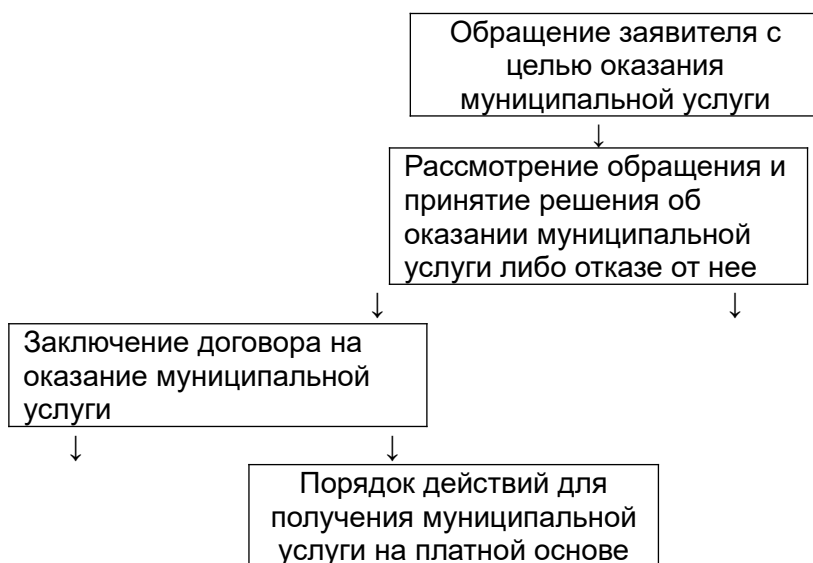 Обращение заявителя с
целью оказания
муниципальной услуги
↓
Рассмотрение обращения и
принятие решения об
оказании муниципальной
услуги либо отказе от нее
↓ ↓
Заключение договора на
оказание муниципальной
услуги
↓ ↓
Порядок действий для
получения муниципальной
услуги на платной основе